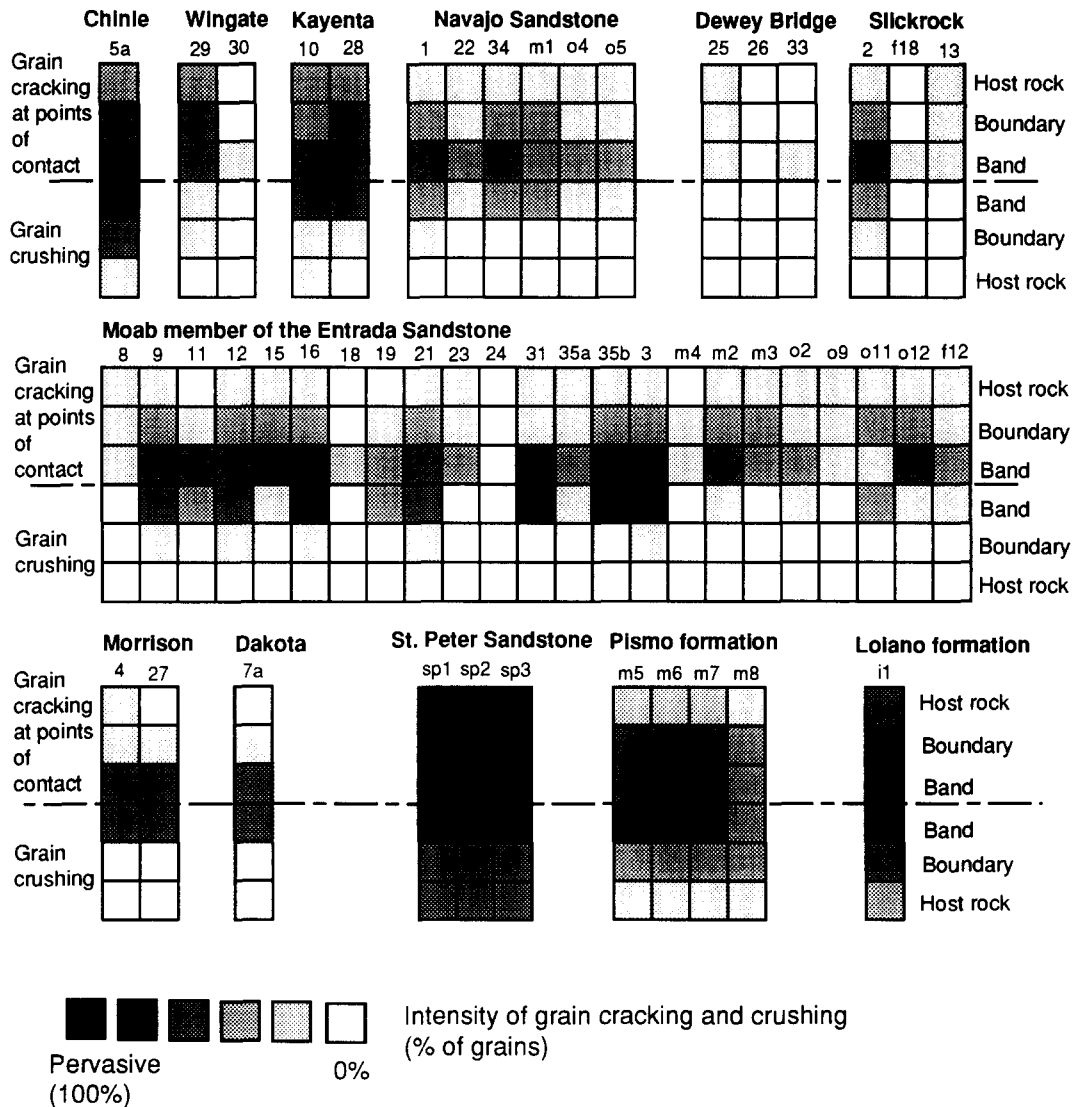 Chinle Wingate Kayenta Navajo Sandstone Dewey Bridge Slickrock
5a 29 30 10 28 1 22 34 m1 o4 o5 25 26 33 2 f18 13
Grain
cracking
at points
of
contact
Grain
crushing
Host rock
Boundary
Band
Band
Boundary
Host rock
Moab member of the Entrada Sandstone
8 9 11 12 15 16 18 19 21 23 24 31 35a 35b 3 m4 m2 m3 o2 o9 o11 o12 f12
Grain
cracking
at points
of
contact
Grain
crushing
Host rock
Boundary
Band
Band
Boundary
Host rock
Morrison Dakota St. Peter Sandstone Pismo formation Lolano formation
4 27 7a sp1 sp2 sp3 m5 m6 m7 m8 i1
Grain
cracking
at points
of
contact
Grain
crushing
Host rock
Boundary
Band
Band
Boundary
Host rock
Pervasive
(100%)
0%
Intensity of grain cracking and crushing
(% of grains)